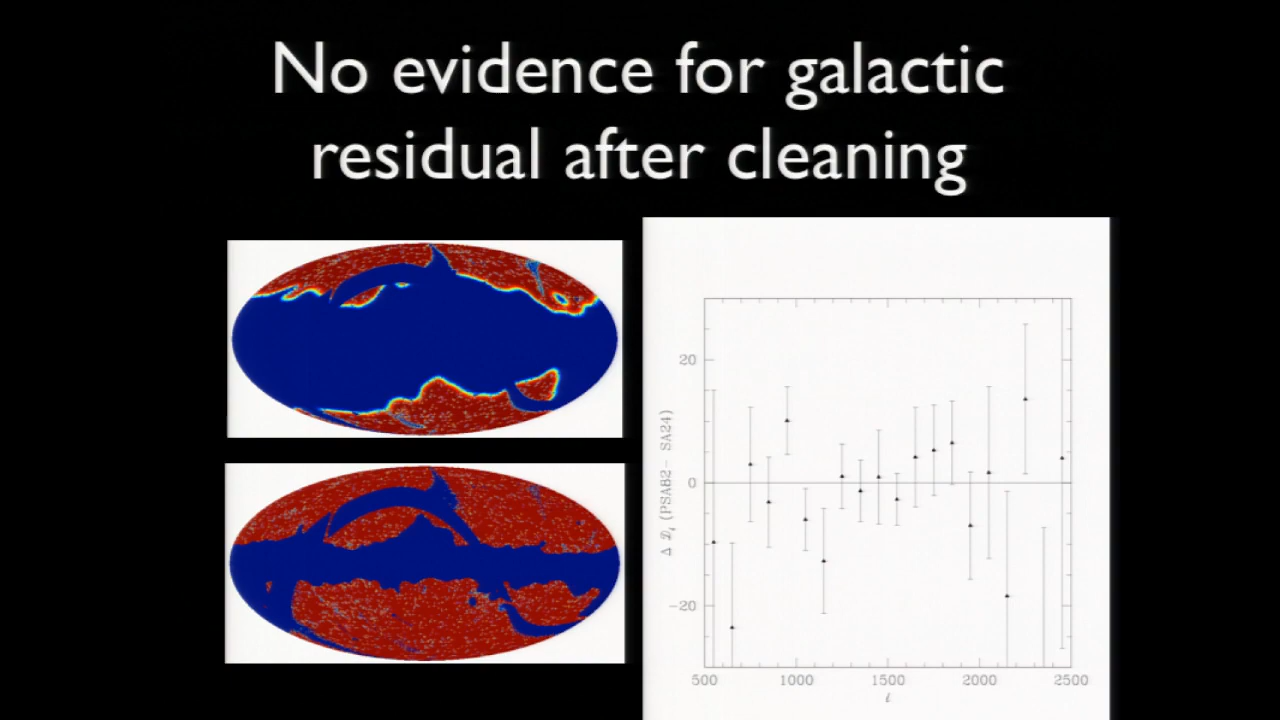 No evidence for galactic
residual after cleaning
20
0
−20
Δ 𝒟ℓ (PSA82 − SA24)
500 1000 1500 2000 2500
ℓ